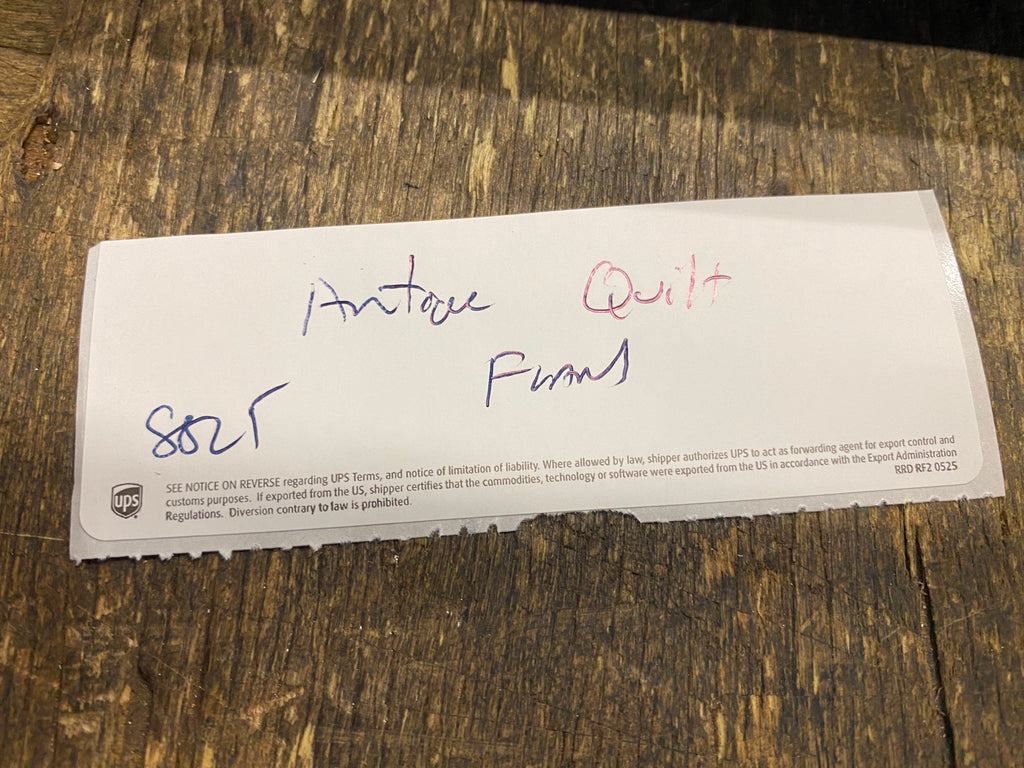 Antique Quilt
SEE NOTICE ON REVERSE regarding UPS Terms, and notice of limitation of liability. Where allowed by law, shipper authorizes UPS to act as forwarding agent for export control and
customs purposes. If exported from the US, shipper certifies that the commodities, technology or software were exported from the US in accordance with the Export Administration
Regulations. Diversion contrary to law is prohibited.
RRD RF2 0525
ups